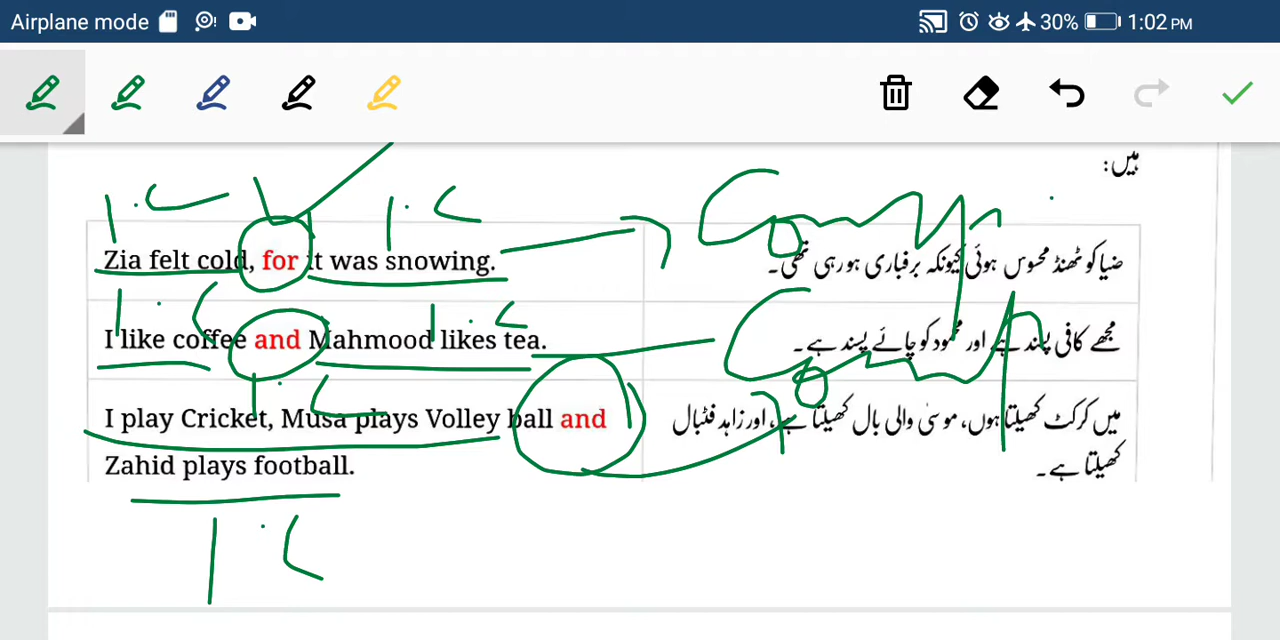 Airplane mode 30% 1:02 PM
ہیں:
I.C I.C
Zia felt cold, for it was snowing.
ضیا کو ٹھنڈ محسوس ہوئی کیونکہ برفباری ہو رہی تھی۔
I.C I.C
I like coffee and Mahmood likes tea.
مجھے کافی پسند ہے اور محمود کو چائے پسند ہے۔
I.C
I play Cricket, Musa plays Volley ball and
Zahid plays football.
میں کرکٹ کھیلتا ہوں، موسیٰ والی بال کھیلتا ہے، اور زاہد فٹبال
کھیلتا ہے۔
I.C